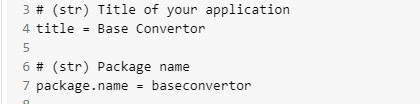 3 # (str) Title of your application
4 title = Base Convertor
5
6 # (str) Package name
7 package.name = baseconvertor